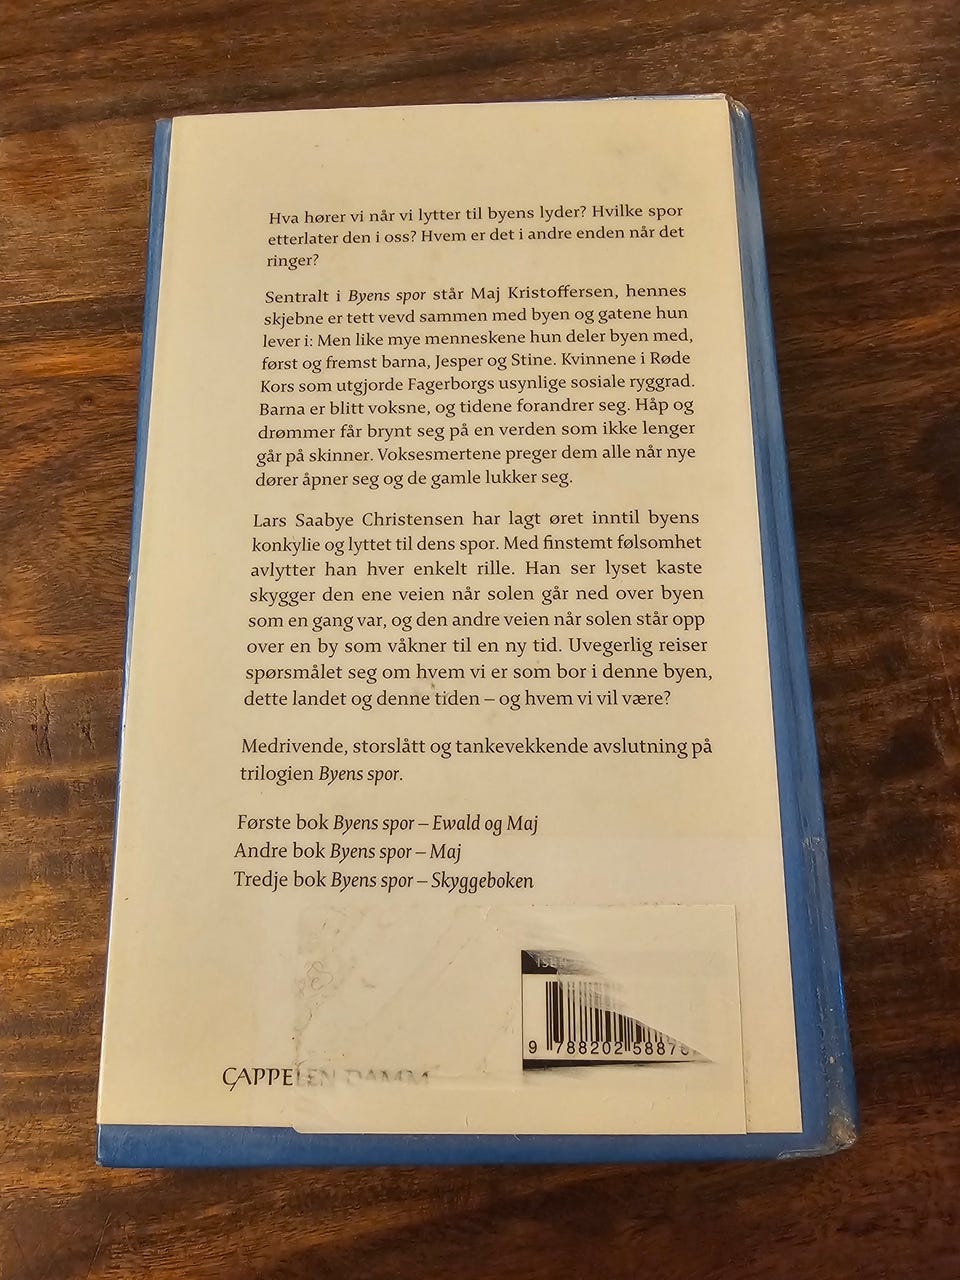 Hva hører vi når vi lytter til byens lyder? Hvilke spor
etterlater den i oss? Hvem er det i andre enden når det
ringer?
Sentralt i Byens spor står Maj Kristoffersen, hennes
skjebne er tett vevd sammen med byen og gatene hun
lever i: Men like mye menneskene hun deler byen med,
først og fremst barna, Jesper og Stine. Kvinnene i Røde
Kors som utgjorde Fagerborgs usynlige sosiale ryggrad.
Barna er blitt voksne, og tidene forandrer seg. Håp og
drømmer får brynt seg på en verden som ikke lenger
går på skinner. Voksesmertene preger dem alle når nye
dører åpner seg og de gamle lukker seg.
Lars Saabye Christensen har lagt øret inntil byens
konkylie og lyttet til dens spor. Med finstemt følsomhet
avlytter han hver enkelt rille. Han ser lyset kaste
skygger den ene veien når solen går ned over byen
som en gang var, og den andre veien når solen står opp
over en by som våkner til en ny tid. Uvegerlig reiser
spørsmålet seg om hvem vi er som bor i denne byen,
dette landet og denne tiden – og hvem vi vil være?
Medrivende, storslått og tankevekkende avslutning på
trilogien Byens spor.
Første bok Byens spor – Ewald og Maj
Andre bok Byens spor – Maj
Tredje bok Byens spor – Skyggeboken
ISBN
9 788202 5887
CAPPELEN DAMM